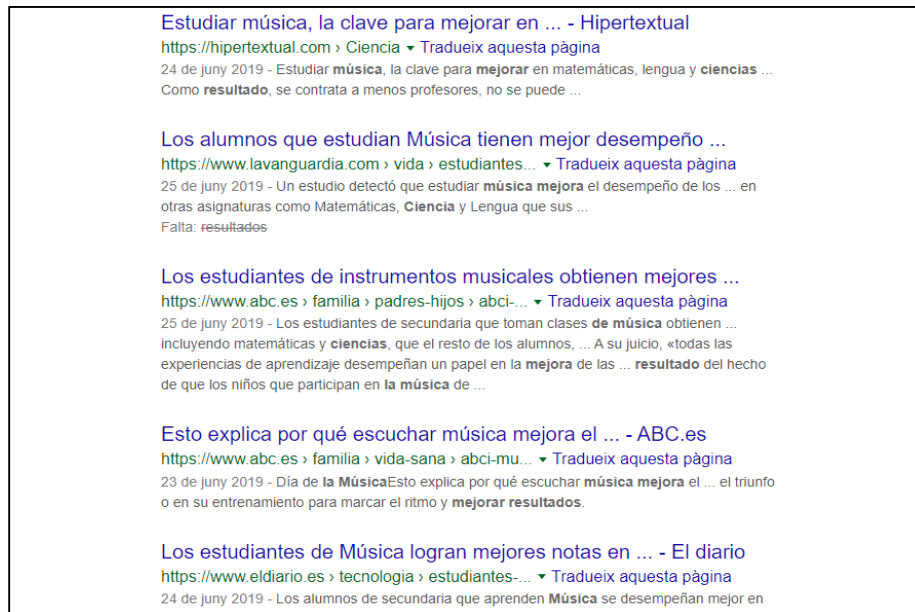 Estudiar música, la clave para mejorar en ... - Hipertextual
https://hipertextual.com › Ciencia ▾ Tradueix aquesta pàgina
24 de juny 2019 - Estudiar música, la clave para mejorar en matemáticas, lengua y ciencias ...
Como resultado, se contrata a menos profesores, no se puede ...
Los alumnos que estudian Música tienen mejor desempeño ...
https://www.lavanguardia.com › vida › estudiantes... ▾ Tradueix aquesta pàgina
25 de juny 2019 - Un estudio detectó que estudiar música mejora el desempeño de los ... en
otras asignaturas como Matemáticas, Ciencia y Lengua que sus ...
Falta: resultados
Los estudiantes de instrumentos musicales obtienen mejores ...
https://www.abc.es › familia › padres-hijos › abci-... ▾ Tradueix aquesta pàgina
25 de juny 2019 - Los estudiantes de secundaria que toman clases de música obtienen ...
incluyendo matemáticas y ciencias, que el resto de los alumnos, ... A su juicio, «todas las
experiencias de aprendizaje desempeñan un papel en la mejora de las ... resultado del hecho
de que los niños que participan en la música de ...
Esto explica por qué escuchar música mejora el ... - ABC.es
https://www.abc.es › familia › vida-sana › abci-mu... ▾ Tradueix aquesta pàgina
23 de juny 2019 - Día de la MúsicaEsto explica por qué escuchar música mejora el ... el triunfo
o en su entrenamiento para marcar el ritmo y mejorar resultados.
Los estudiantes de Música logran mejores notas en ... - El diario
https://www.eldiario.es › tecnologia › estudiantes-... ▾ Tradueix aquesta pàgina
24 de juny 2019 - Los alumnos de secundaria que aprenden Música se desempeñan mejor en